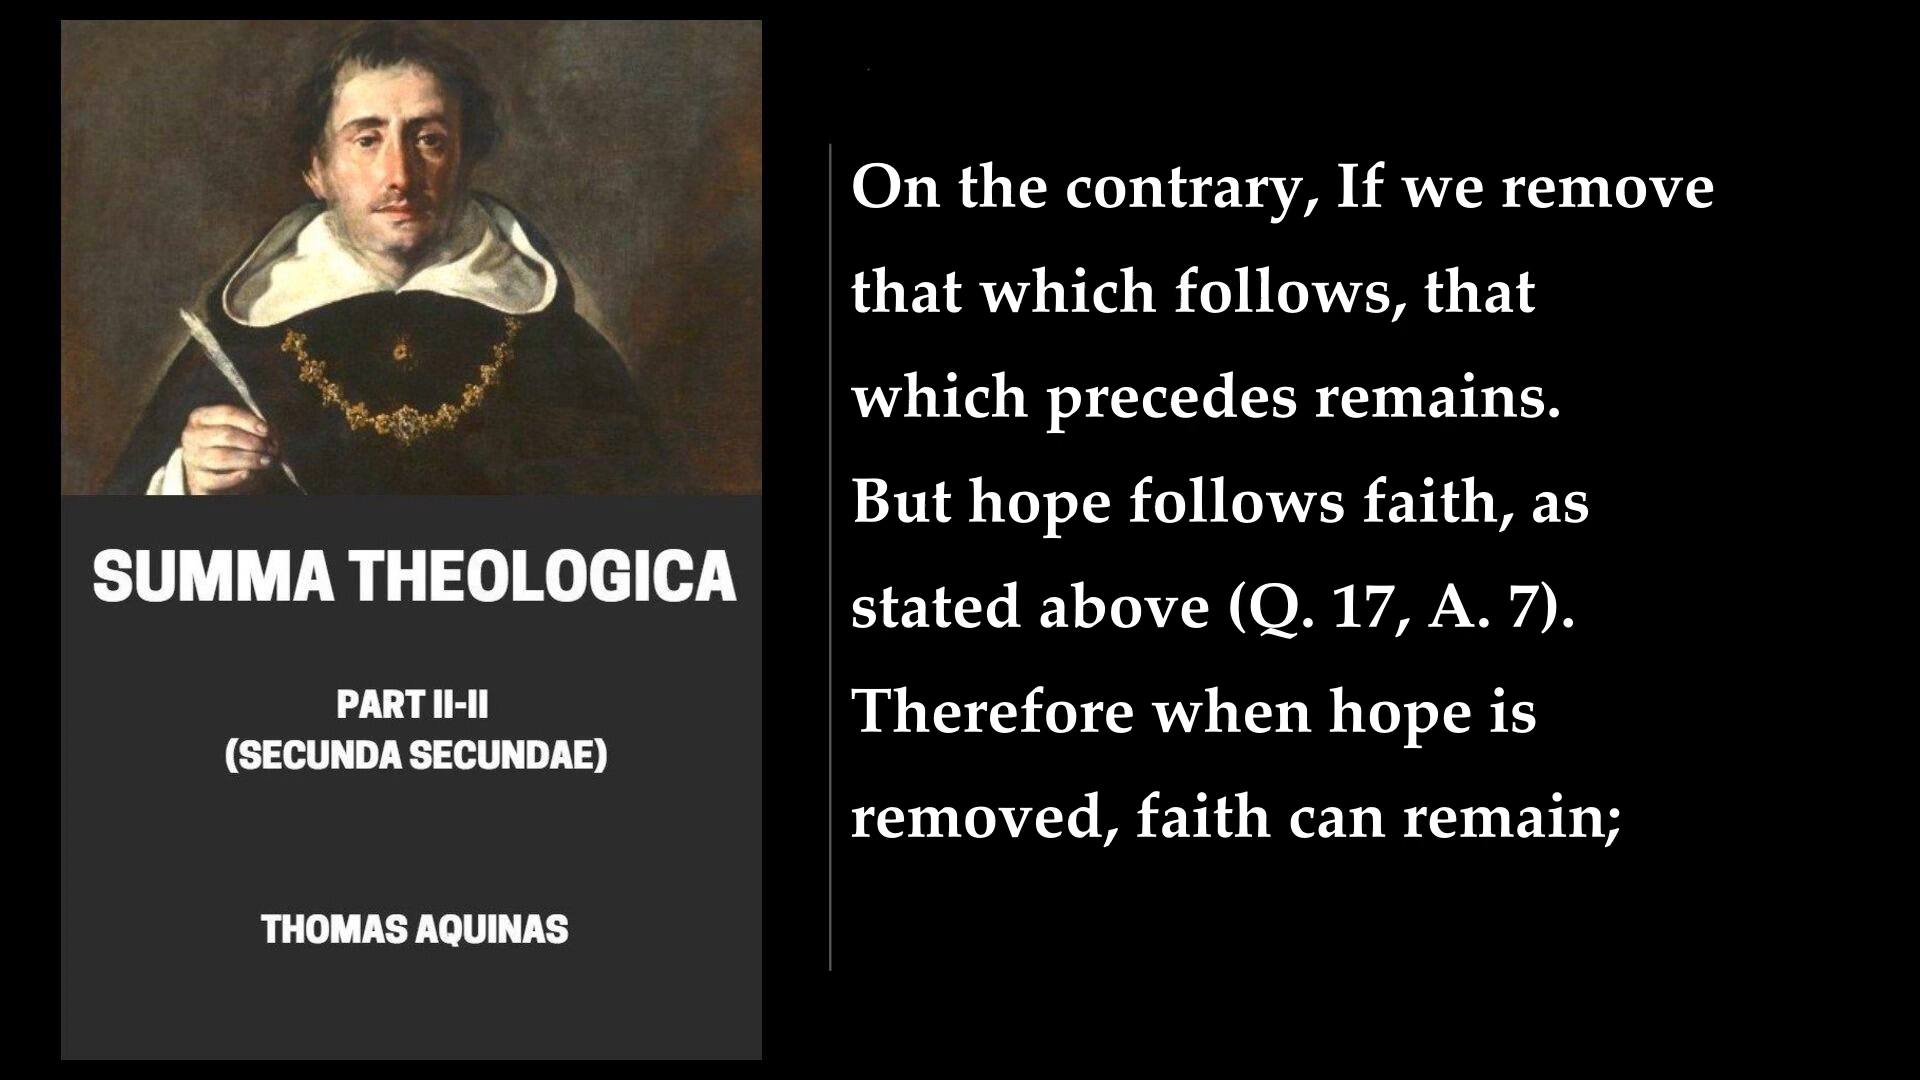 SUMMA THEOLOGICA
PART II-II
(SECUNDA SECUNDAE)
THOMAS AQUINAS
On the contrary, If we remove
that which follows, that
which precedes remains.
But hope follows faith, as
stated above (Q. 17, A. 7).
Therefore when hope is
removed, faith can remain;